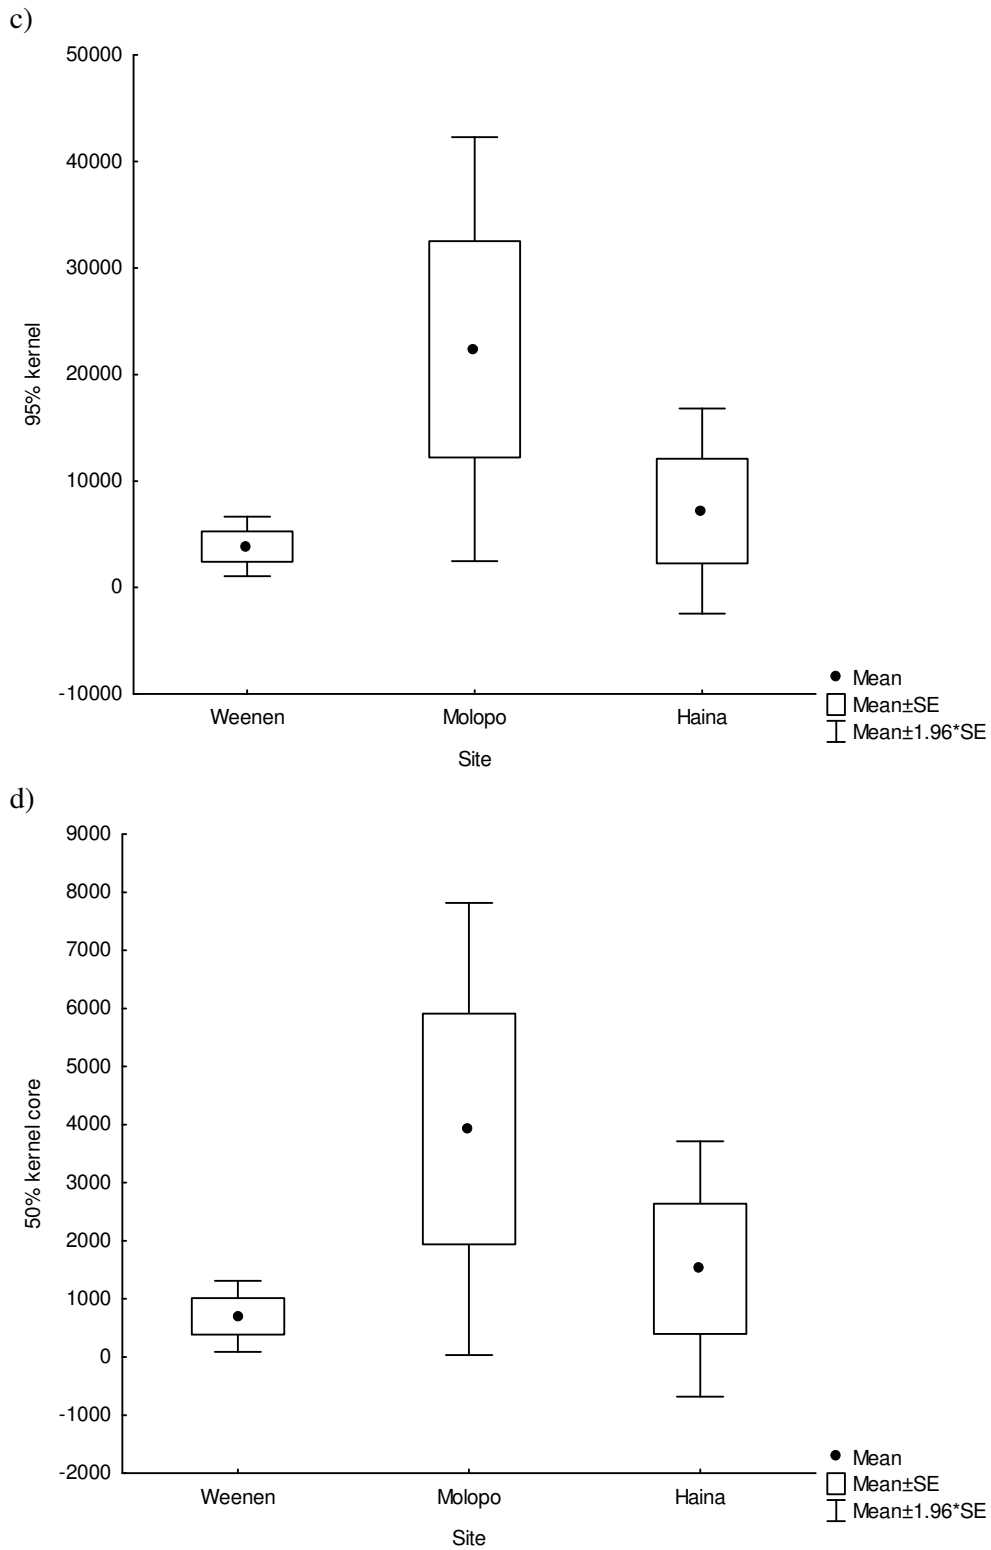 c)
50000
40000
30000
20000
10000
0
-10000
95% kernel
Weenen Molopo Haina
Site
Mean
Mean±SE
Mean±1.96*SE
d)
9000
8000
7000
6000
5000
4000
3000
2000
1000
0
-1000
-2000
50% kernel core
Weenen Molopo Haina
Site
Mean
Mean±SE
Mean±1.96*SE